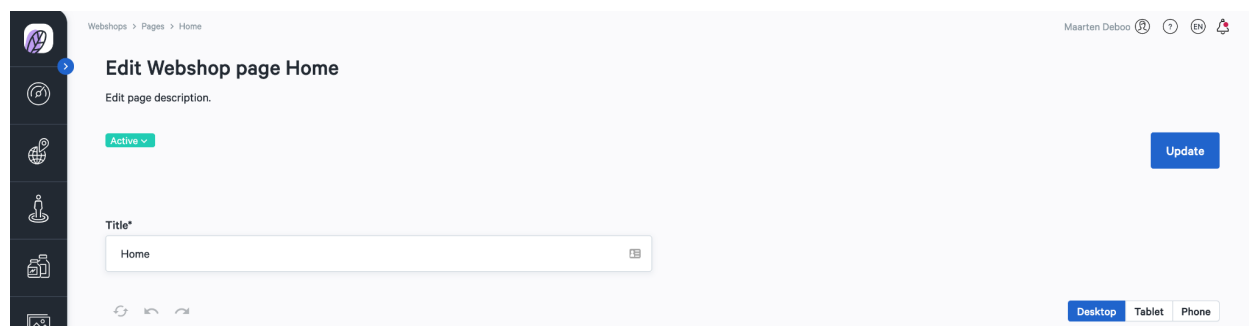 Webshops > Pages > Home
Maarten Deboo ? EN
Edit Webshop page Home
Edit page description.
Active
Update
Title*
Home
Desktop Tablet Phone